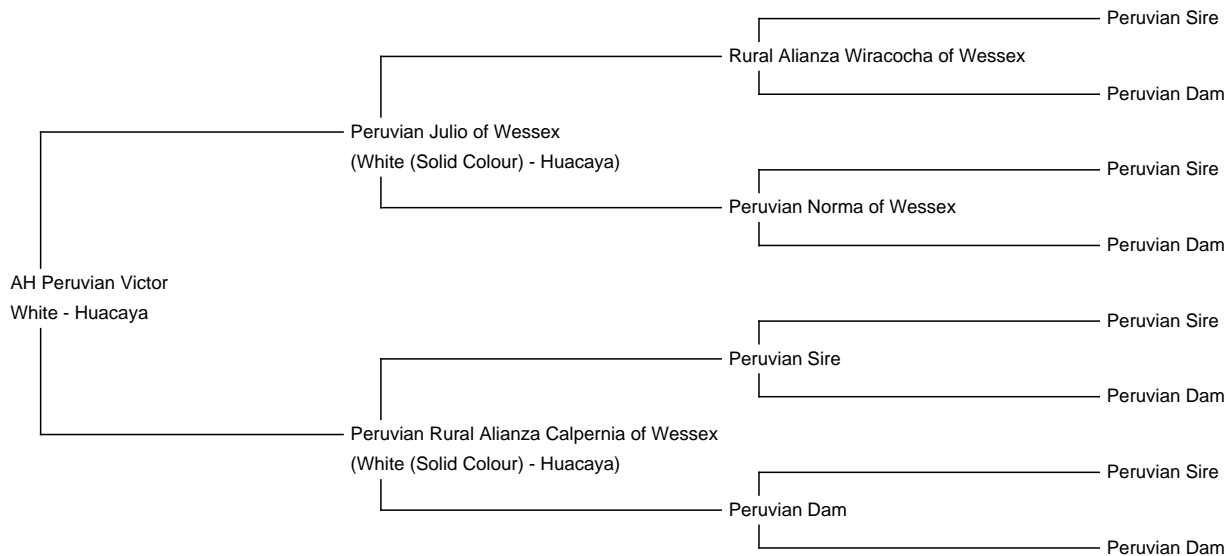 Peruvian Sire
Rural Alianza Wiracocha of Wessex
Peruvian Dam
Peruvian Julio of Wessex
(White (Solid Colour) - Huacaya)
Peruvian Sire
Peruvian Norma of Wessex
Peruvian Dam
AH Peruvian Victor
White - Huacaya
Peruvian Sire
Peruvian Sire
Peruvian Dam
Peruvian Rural Alianza Calpernia of Wessex
(White (Solid Colour) - Huacaya)
Peruvian Sire
Peruvian Dam
Peruvian Dam